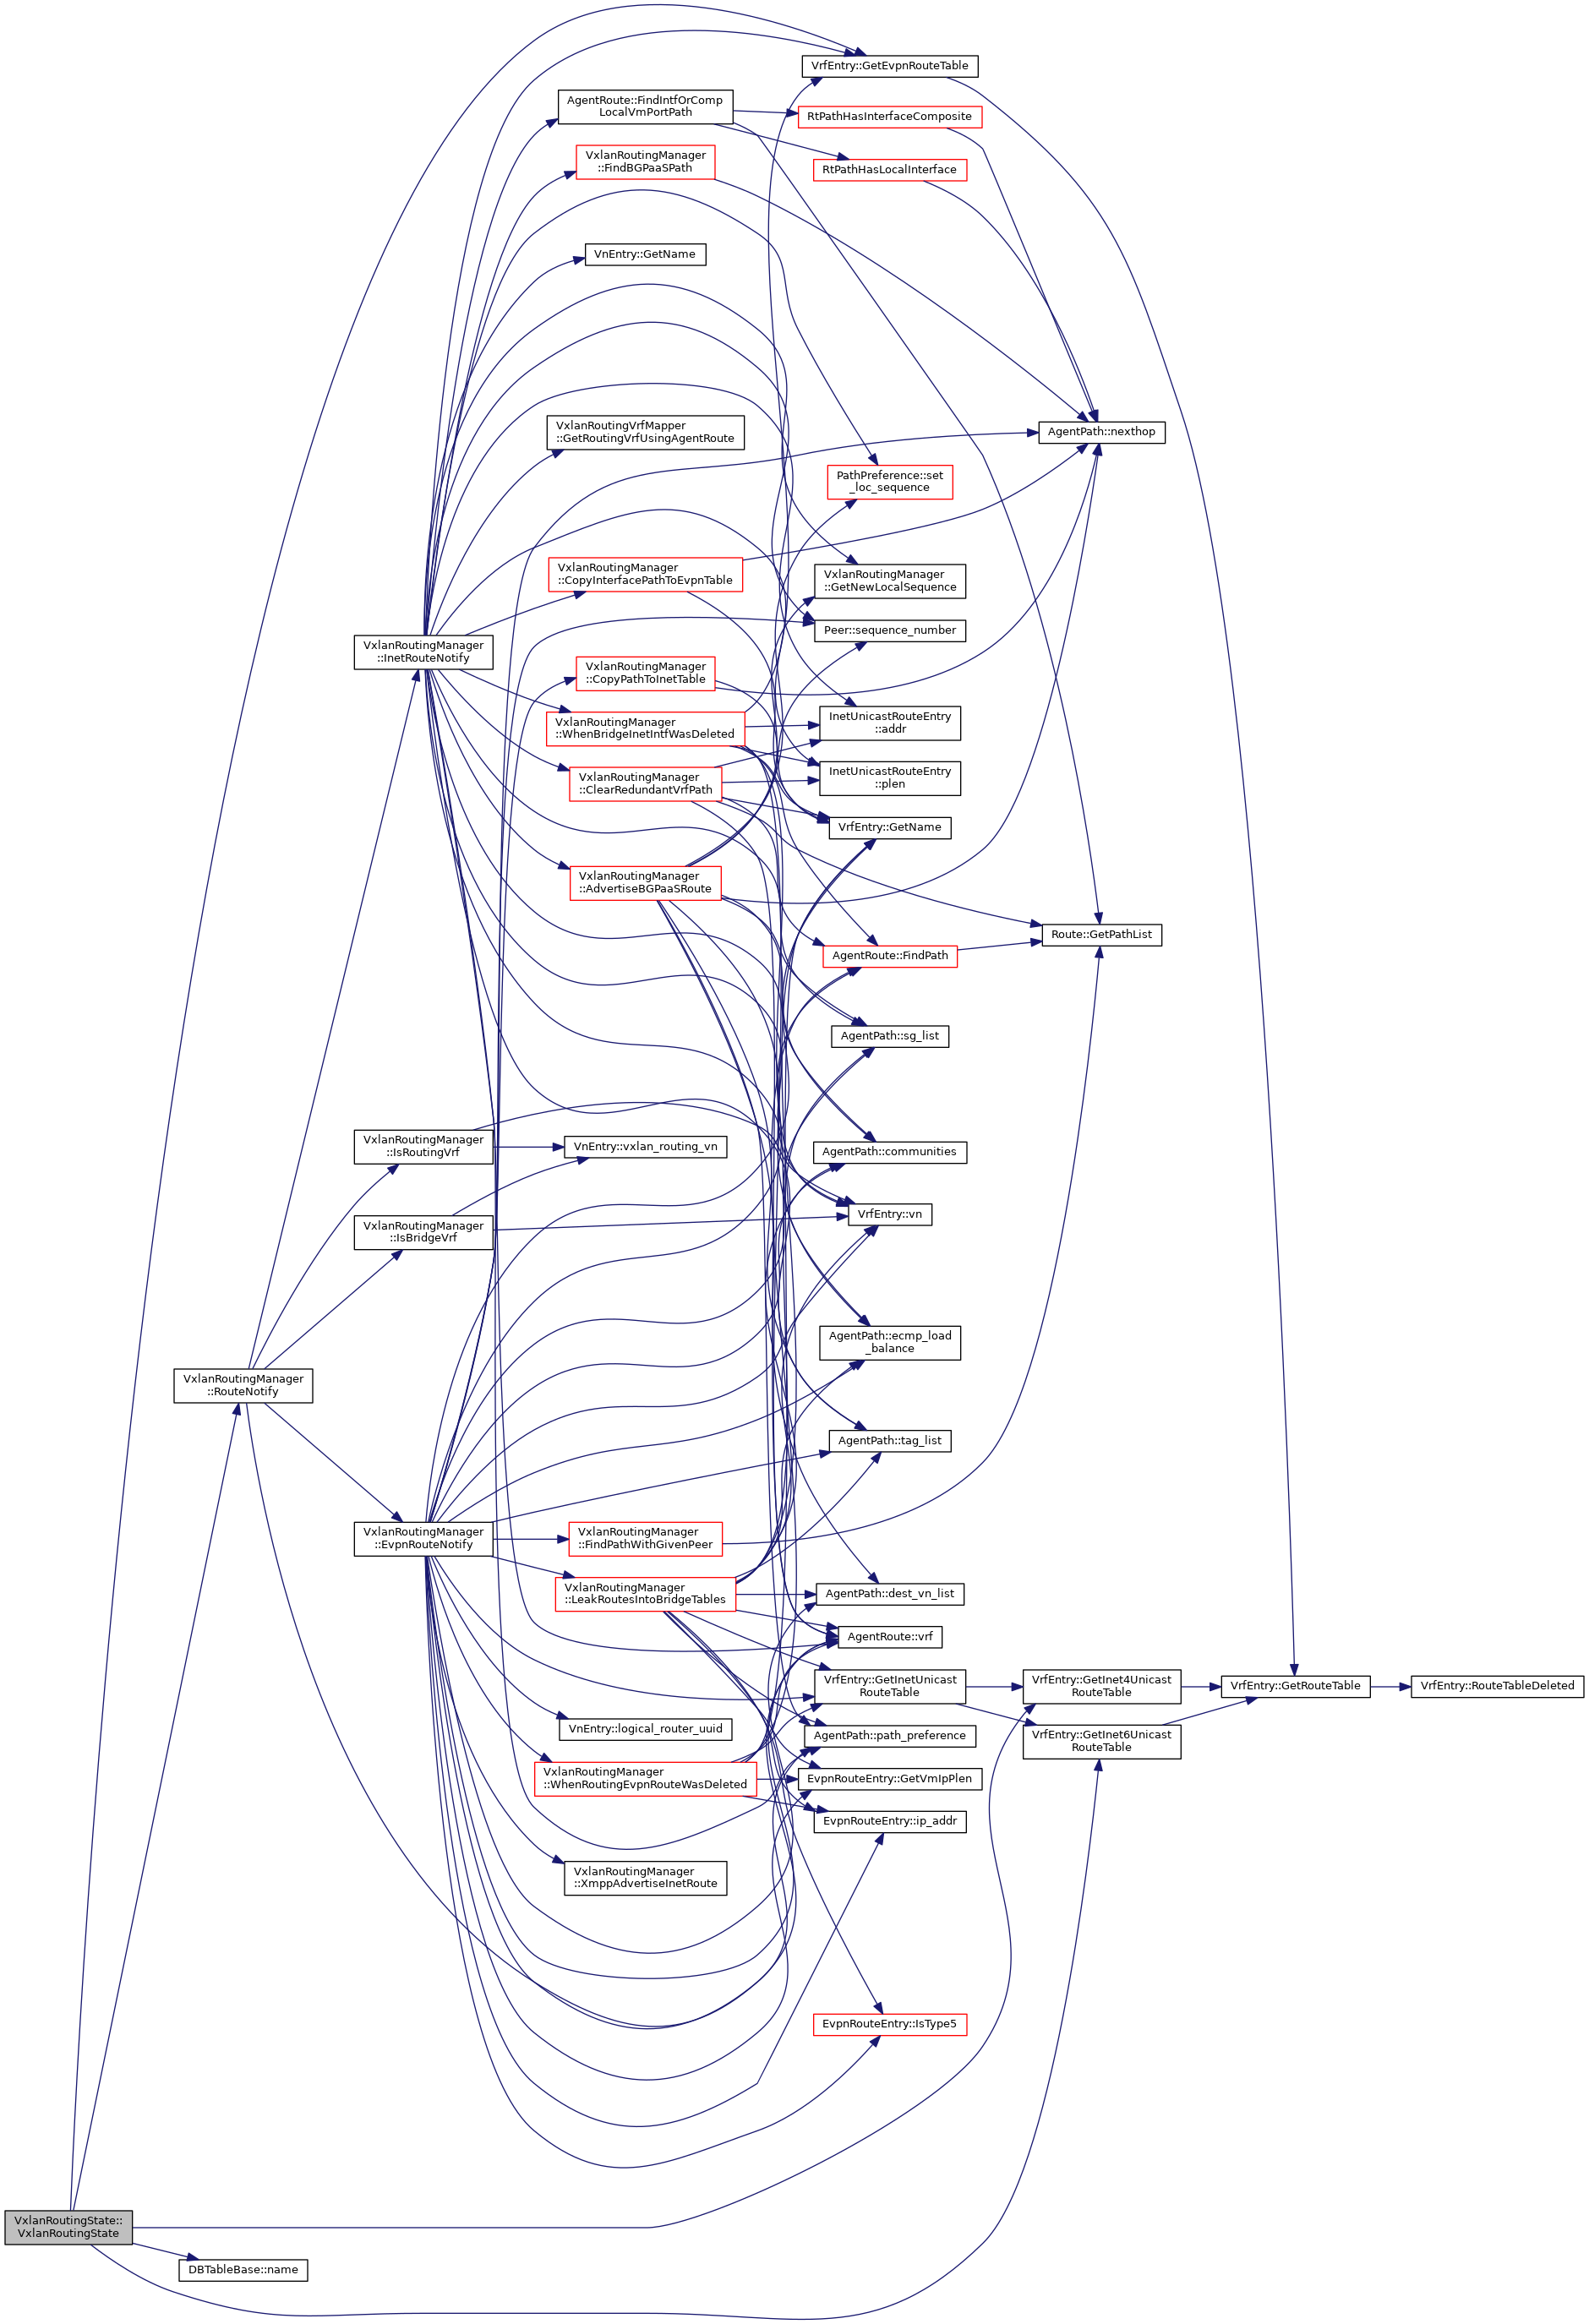 VrfEntry::GetEvpnRouteTable
AgentRoute::FindIntfOrComp
LocalVmPortPath
RtPathHasInterfaceComposite
VxlanRoutingManager
::FindBGPaaSPath
RtPathHasLocalInterface
VnEntry::GetName
VxlanRoutingVrfMapper
::GetRoutingVrfUsingAgentRoute
AgentPath::nexthop
PathPreference::set
_loc_sequence
VxlanRoutingManager
::CopyInterfacePathToEvpnTable
VxlanRoutingManager
::GetNewLocalSequence
Peer::sequence_number
VxlanRoutingManager
::InetRouteNotify
VxlanRoutingManager
::CopyPathToInetTable
VxlanRoutingManager
::WhenBridgeInetIntfWasDeleted
InetUnicastRouteEntry
::addr
VxlanRoutingManager
::ClearRedundantVrfPath
InetUnicastRouteEntry
::plen
VrfEntry::GetName
VxlanRoutingManager
::AdvertiseBGPaaSRoute
Route::GetPathList
AgentRoute::FindPath
AgentPath::sg_list
VxlanRoutingManager
::IsRoutingVrf
VnEntry::vxlan_routing_vn
AgentPath::communities
VxlanRoutingManager
::IsBridgeVrf
VrfEntry::vn
AgentPath::ecmp_load
_balance
VxlanRoutingManager
::RouteNotify
AgentPath::tag_list
VxlanRoutingManager
::EvpnRouteNotify
VxlanRoutingManager
::FindPathWithGivenPeer
VxlanRoutingManager
::LeakRoutesIntoBridgeTables
AgentPath::dest_vn_list
AgentRoute::vrf
VrfEntry::GetInetUnicast
RouteTable
VrfEntry::GetInet4Unicast
RouteTable
VrfEntry::GetRouteTable
VrfEntry::RouteTableDeleted
VnEntry::logical_router_uuid
AgentPath::path_preference
VrfEntry::GetInet6Unicast
RouteTable
VxlanRoutingManager
::WhenRoutingEvpnRouteWasDeleted
EvpnRouteEntry::GetVmIpPlen
EvpnRouteEntry::ip_addr
VxlanRoutingManager
::XmppAdvertiseInetRoute
EvpnRouteEntry::IsType5
VxlanRoutingState::
VxlanRoutingState
DBTableBase::name